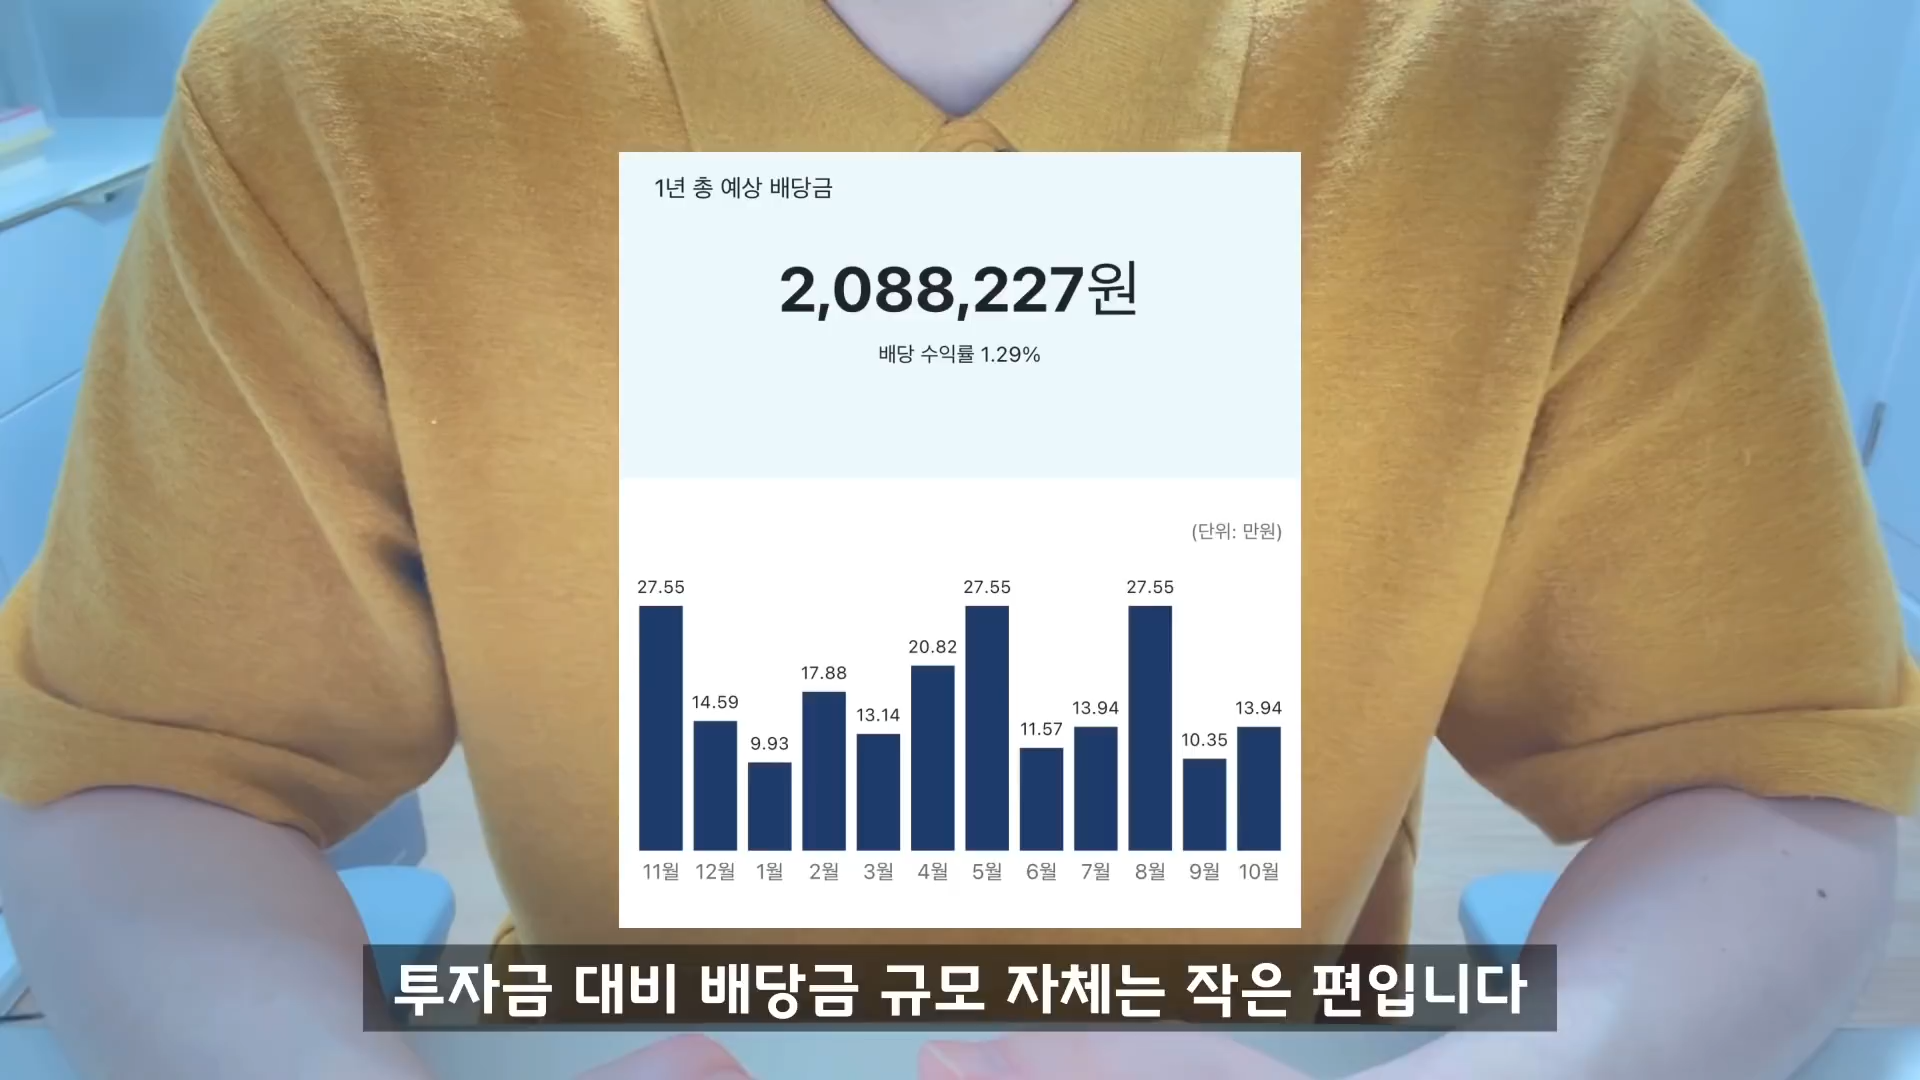 1년 총 예상 배당금
2,088,227원
배당 수익률 1.29%
(단위: 만원)
27.55 14.59 9.93 17.88 13.14 20.82 27.55 11.57 13.94 27.55 10.35 13.94
11월 12월 1월 2월 3월 4월 5월 6월 7월 8월 9월 10월
투자금 대비 배당금 규모 자체는 작은 편입니다